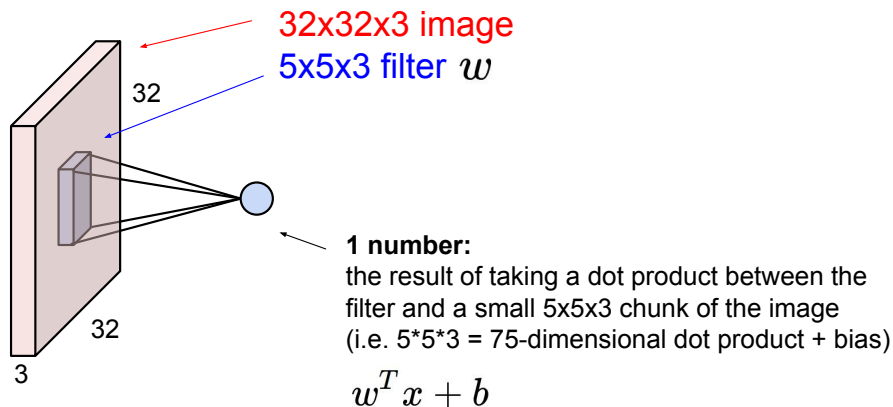 32x32x3 image
5x5x3 filter w
32
1 number:
the result of taking a dot product between the
filter and a small 5x5x3 chunk of the image
(i.e. 5*5*3 = 75-dimensional dot product + bias)
32
3
w^T x + b